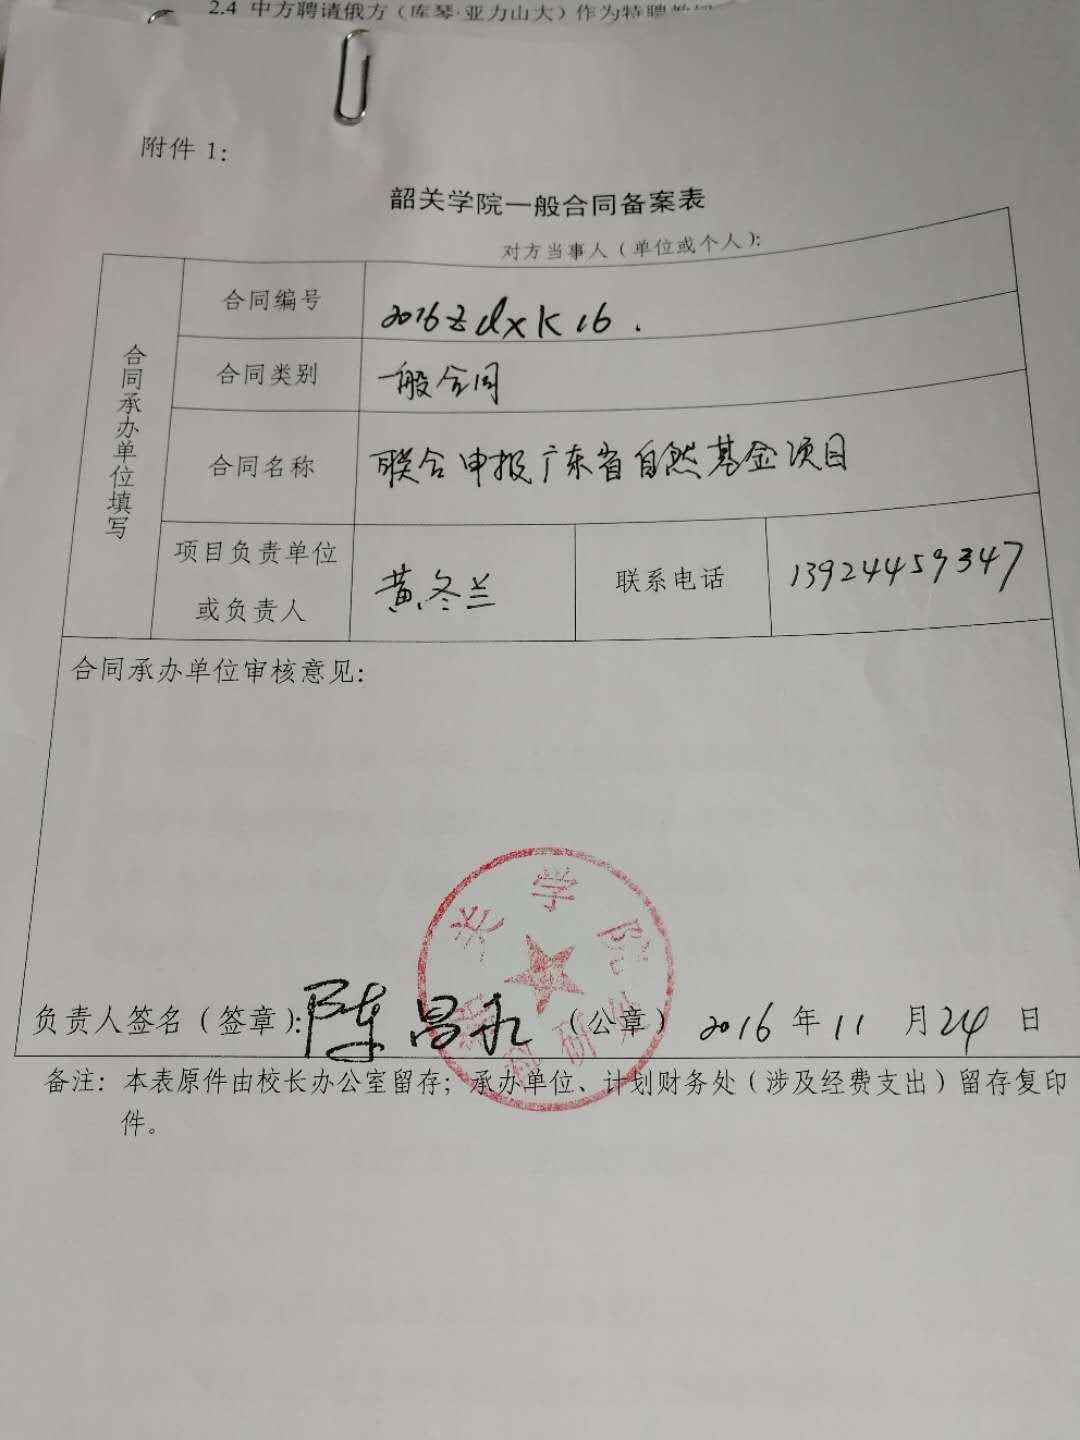 2.4 中方聘请俄方（库琴·亚力山大）作为特聘教授
附件 1：
韶关学院一般合同备案表
对方当事人（单位或个人）：
合同承办单位填写
合同编号 2016zdxk16.
合同类别 一般合同
合同名称 联合申报广东省自然基金项目
项目负责单位
或负责人 黄冬兰 联系电话 13924459347
合同承办单位审核意见：
韶关学院
科研处
负责人签名（签章）：陈昌永（公章） 2016 年 11 月 24 日
备注：本表原件由校长办公室留存；承办单位、计划财务处（涉及经费支出）留存复印
件。